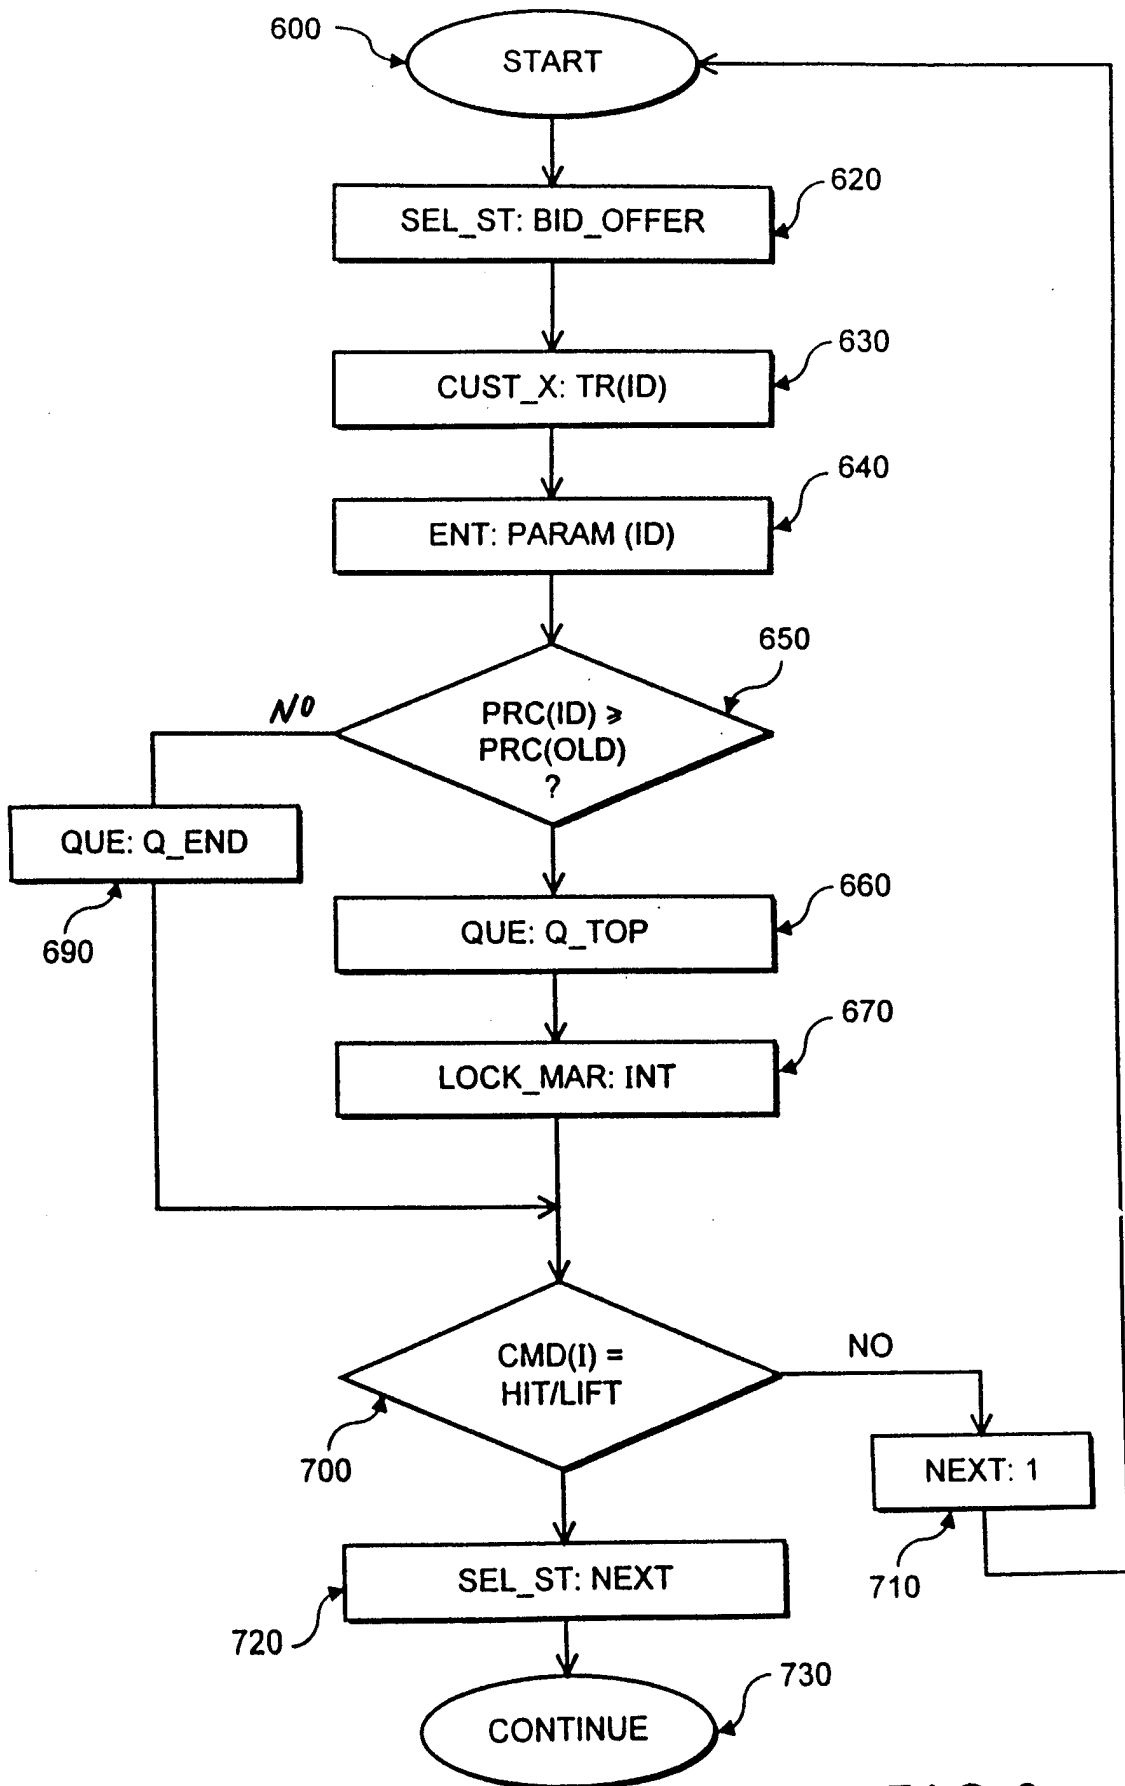 600
START
SEL_ST: BID_OFFER
620
CUST_X: TR(ID)
630
ENT: PARAM (ID)
640
650
NO
PRC(ID) ≥
PRC(OLD)
?
QUE: Q_END
690
QUE: Q_TOP
660
LOCK_MAR: INT
670
CMD(I) =
HIT/LIFT
NO
700
NEXT: 1
710
SEL_ST: NEXT
720
730
CONTINUE